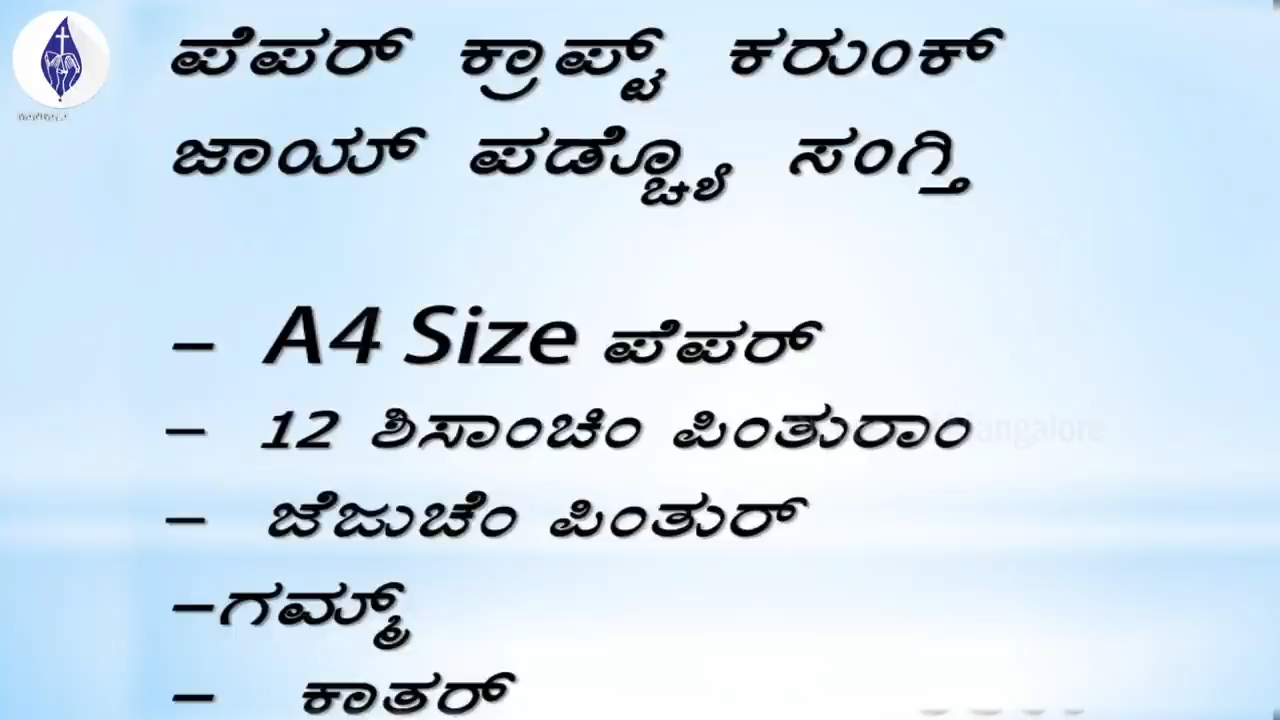 ಪೆಪರ್ ಕ್ರಾಪ್ಟ್ ಕರುಂಕ್
ಜಾಯ್ ಪಡ್ಚ್ಯೊ ಸಂಗ್ತಿ
– A4 Size ಪೆಪರ್
– 12 ಶಿಸಾಂಚಿಂ ಪಿಂತುರಾಂ
– ಜೆಜುಚೆಂ ಪಿಂತುರ್
–ಗಮ್ಮ್
– ಕಾತರ್